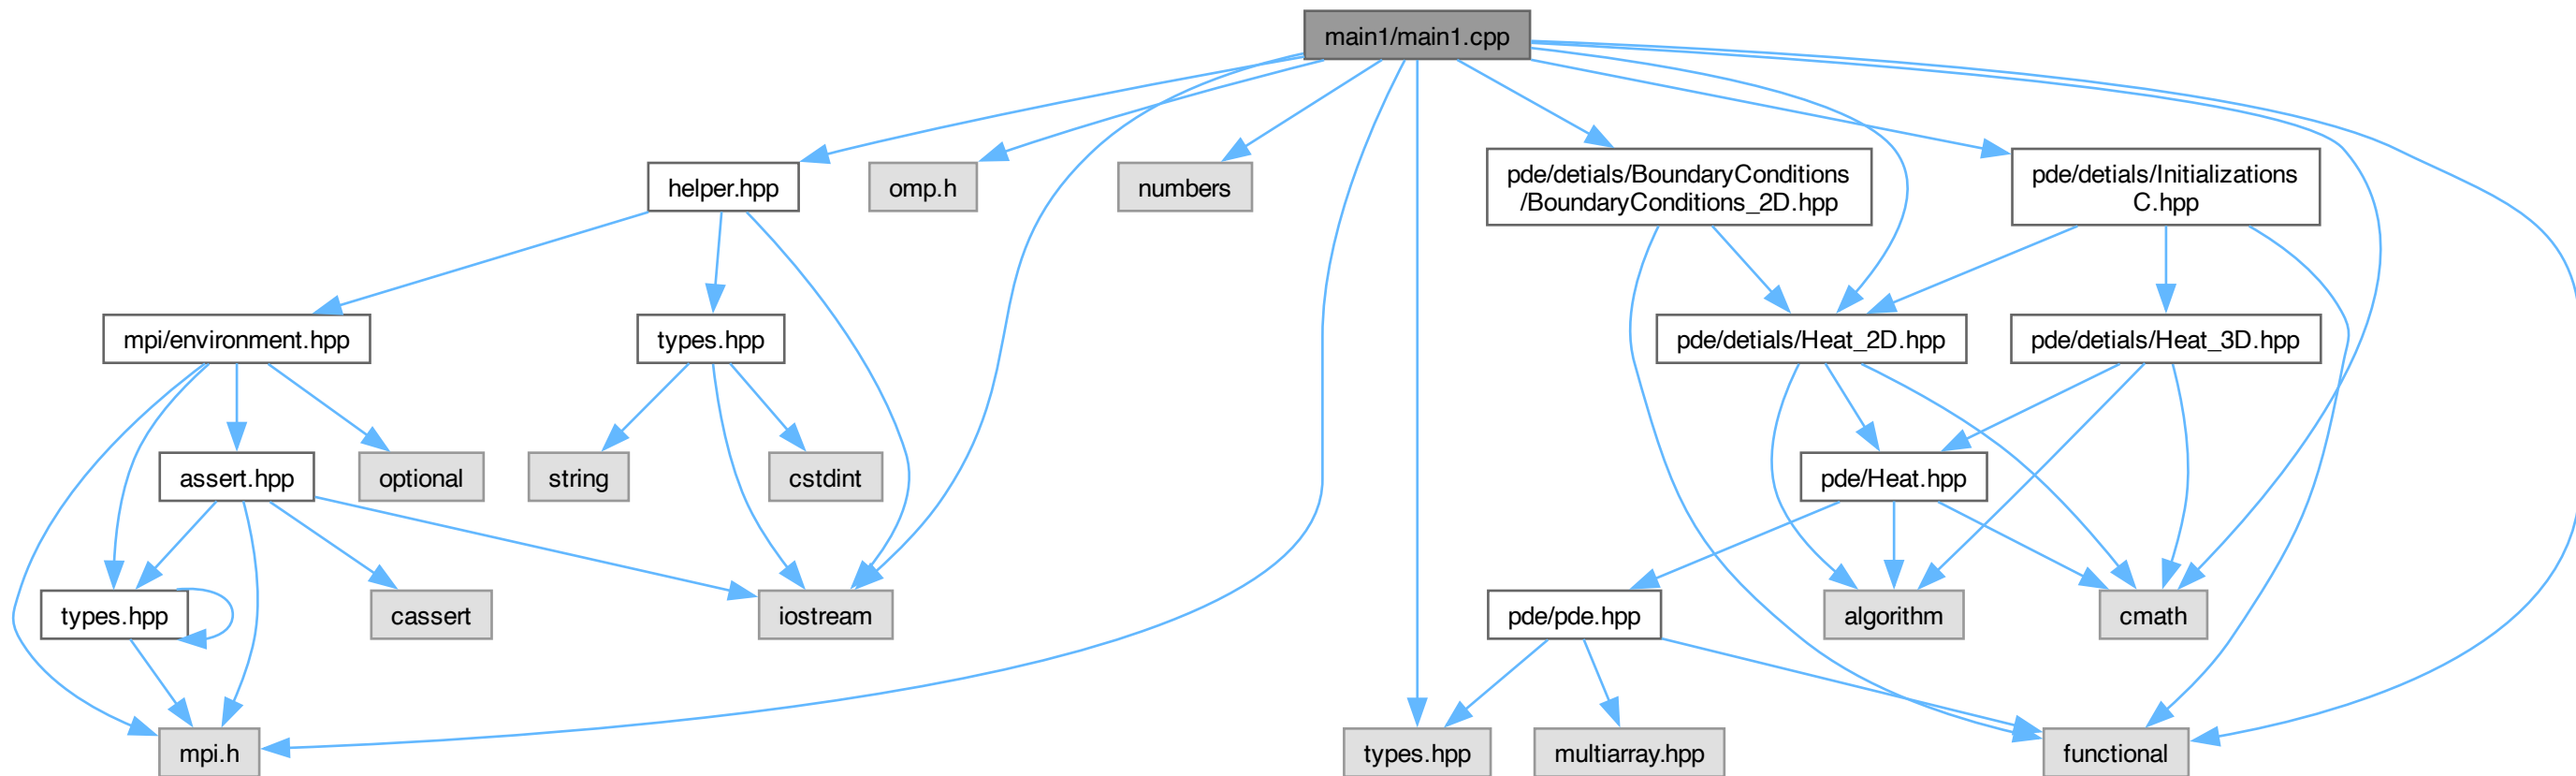 main1/main1.cpp
helper.hpp
omp.h
numbers
pde/detials/BoundaryConditions
/BoundaryConditions_2D.hpp
pde/detials/Initializations
C.hpp
mpi/environment.hpp
types.hpp
pde/detials/Heat_2D.hpp
pde/detials/Heat_3D.hpp
assert.hpp
optional
string
cstdint
pde/Heat.hpp
types.hpp
cassert
iostream
pde/pde.hpp
algorithm
cmath
mpi.h
types.hpp
multiarray.hpp
functional